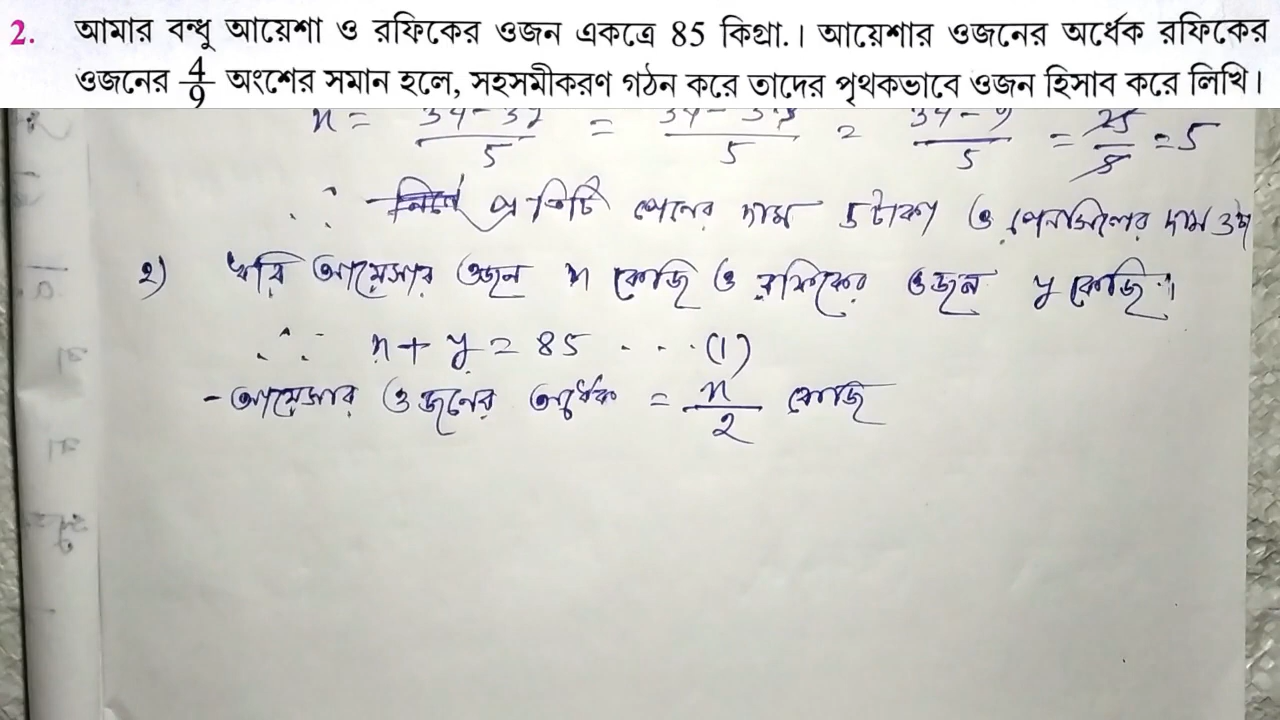 2. আমার বন্ধু আয়েশা ও রফিকের ওজন একত্রে 85 কিগ্রা.। আয়েশার ওজনের অর্ধেক রফিকের
ওজনের 4/9 অংশের সমান হলে, সহসমীকরণ গঠন করে তাদের পৃথকভাবে ওজন হিসাব করে লিখি।
= 5
∴ প্রতিটি পেনের দাম 5 টাকা ও পেনসিলের দাম 3
২) ধরি আয়েসার ওজন x কেজি ও রফিকের ওজন y কেজি।
∴ x + y = 85 ...(1)
আয়েসার ওজনের অর্ধেক = x/2 কেজি